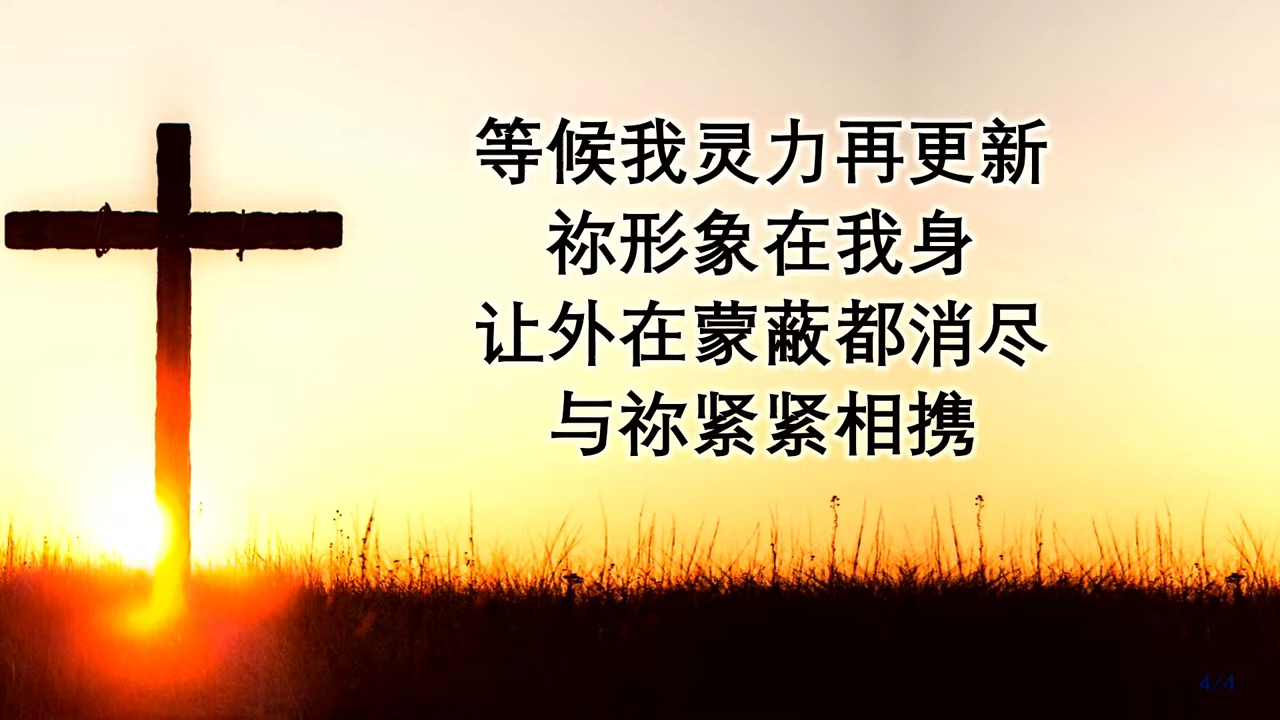 等候我灵力再更新
祢形象在我身
让外在蒙蔽都消尽
与祢紧紧相携
4/4